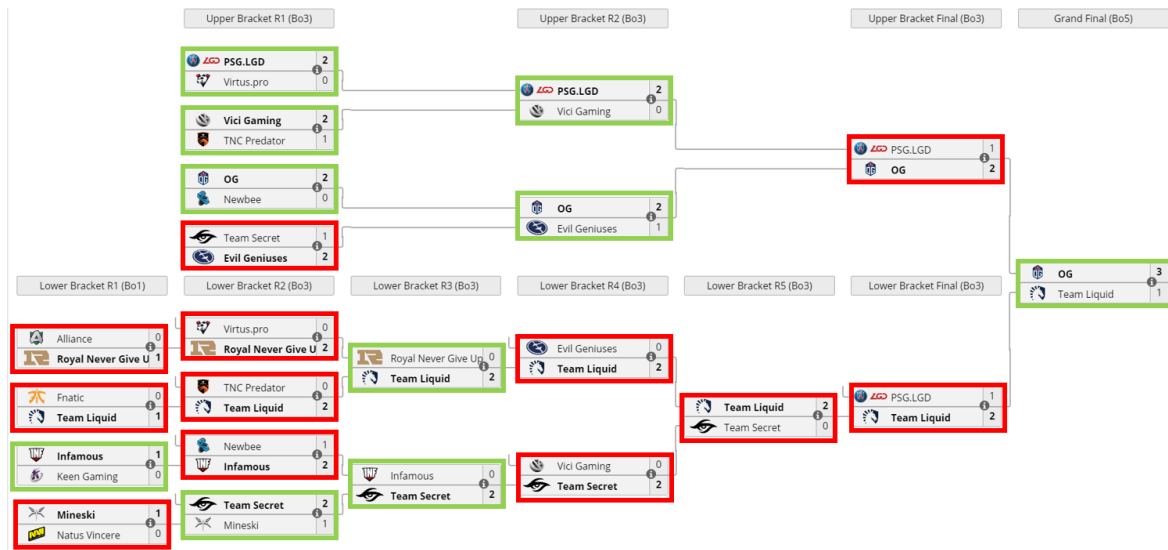 Upper Bracket R1 (Bo3)
Upper Bracket R2 (Bo3)
Upper Bracket Final (Bo3)
Grand Final (Bo5)
LGD PSG.LGD 2
Virtus.pro 0
Vici Gaming 2
TNC Predator 1
OG 2
Newbee 0
Team Secret 1
Evil Geniuses 2
LGD PSG.LGD 2
Vici Gaming 0
OG 2
Evil Geniuses 1
LGD PSG.LGD 1
OG 2
OG 3
Team Liquid 1
Lower Bracket R1 (Bo1)
Lower Bracket R2 (Bo3)
Lower Bracket R3 (Bo3)
Lower Bracket R4 (Bo3)
Lower Bracket R5 (Bo3)
Lower Bracket Final (Bo3)
Alliance 0
Royal Never Give U 1
Fnatic 0
Team Liquid 1
INF Infamous 1
Keen Gaming 0
Mineski 1
NAVI Natus Vincere 0
Virtus.pro 0
Royal Never Give U 2
TNC Predator 0
Team Liquid 2
Newbee 1
INF Infamous 2
Team Secret 2
Mineski 1
Royal Never Give Up 0
Team Liquid 2
INF Infamous 0
Team Secret 2
Evil Geniuses 0
Team Liquid 2
Vici Gaming 0
Team Secret 2
Team Liquid 2
Team Secret 0
LGD PSG.LGD 1
Team Liquid 2